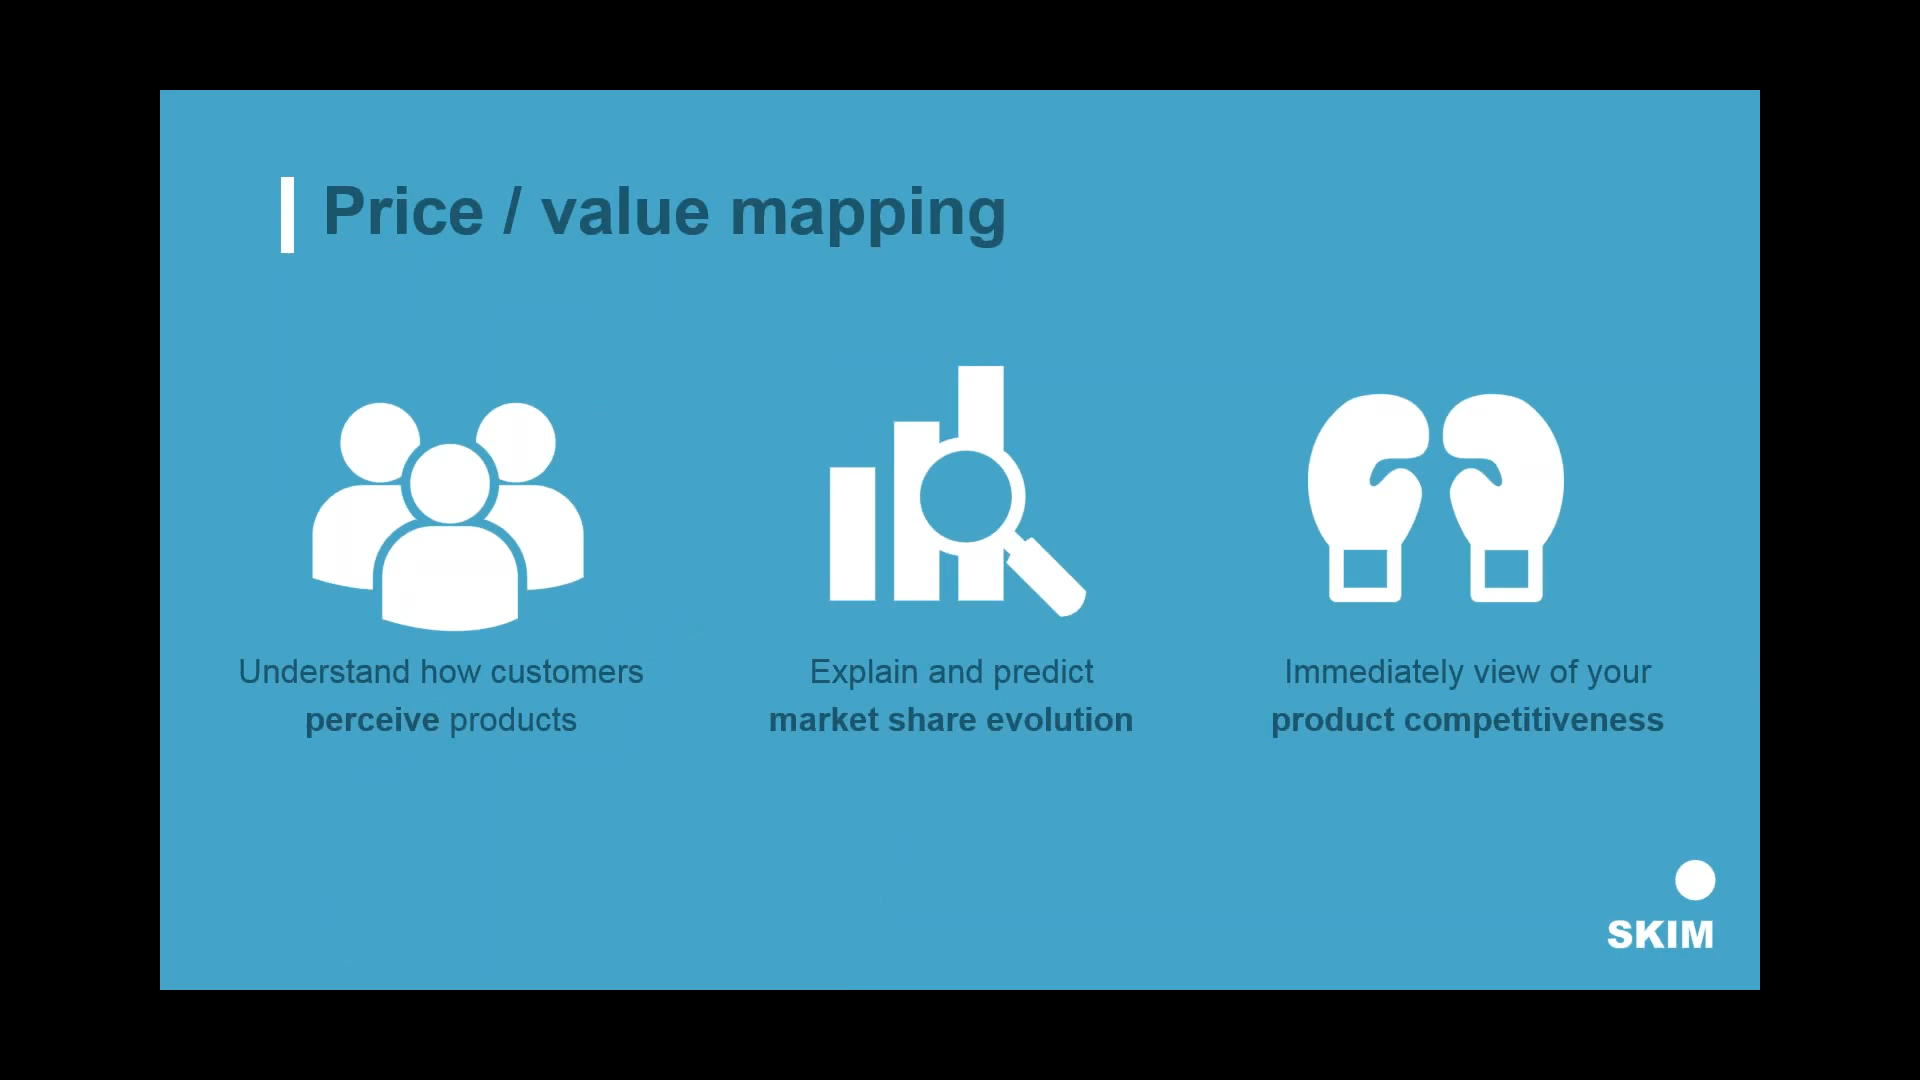 Price / value mapping
Understand how customers
perceive products
Explain and predict
market share evolution
Immediately view of your
product competitiveness
SKIM